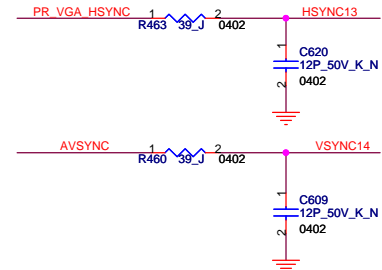 PR_VGA_HSYNC 1 2 HSYNC13
R463 39_J 0402
1 C620
12P_50V_K_N
2 0402
AVSYNC 1 2 VSYNC14
R460 39_J 0402
1 C609
12P_50V_K_N
2 0402